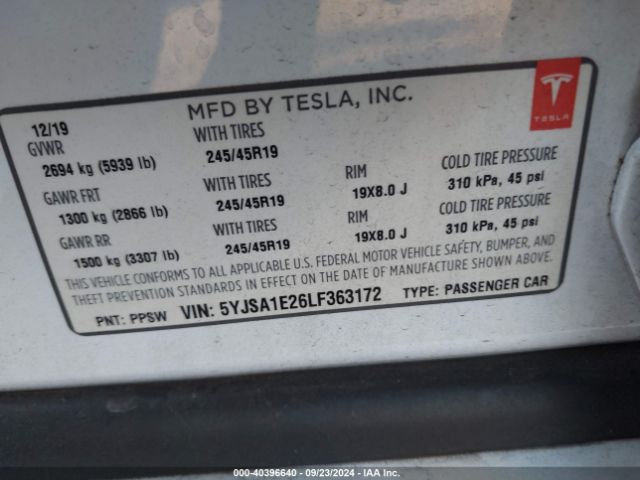 MFD BY TESLA, INC.
TESLA
12/19
GVWR WITH TIRES
2694 kg (5939 lb) 245/45R19 RIM COLD TIRE PRESSURE
GAWR FRT WITH TIRES 19X8.0 J 310 kPa, 45 psi
1300 kg (2866 lb) 245/45R19 RIM COLD TIRE PRESSURE
GAWR RR WITH TIRES 19X8.0 J 310 kPa, 45 psi
1500 kg (3307 lb) 245/45R19
THIS VEHICLE CONFORMS TO ALL APPLICABLE U.S. FEDERAL MOTOR VEHICLE SAFETY, BUMPER, AND
THEFT PREVENTION STANDARDS IN EFFECT ON THE DATE OF MANUFACTURE SHOWN ABOVE.
PNT: PPSW VIN: 5YJSA1E26LF363172 TYPE: PASSENGER CAR
00-40396640 - 09/23/2024 - IAA Inc.